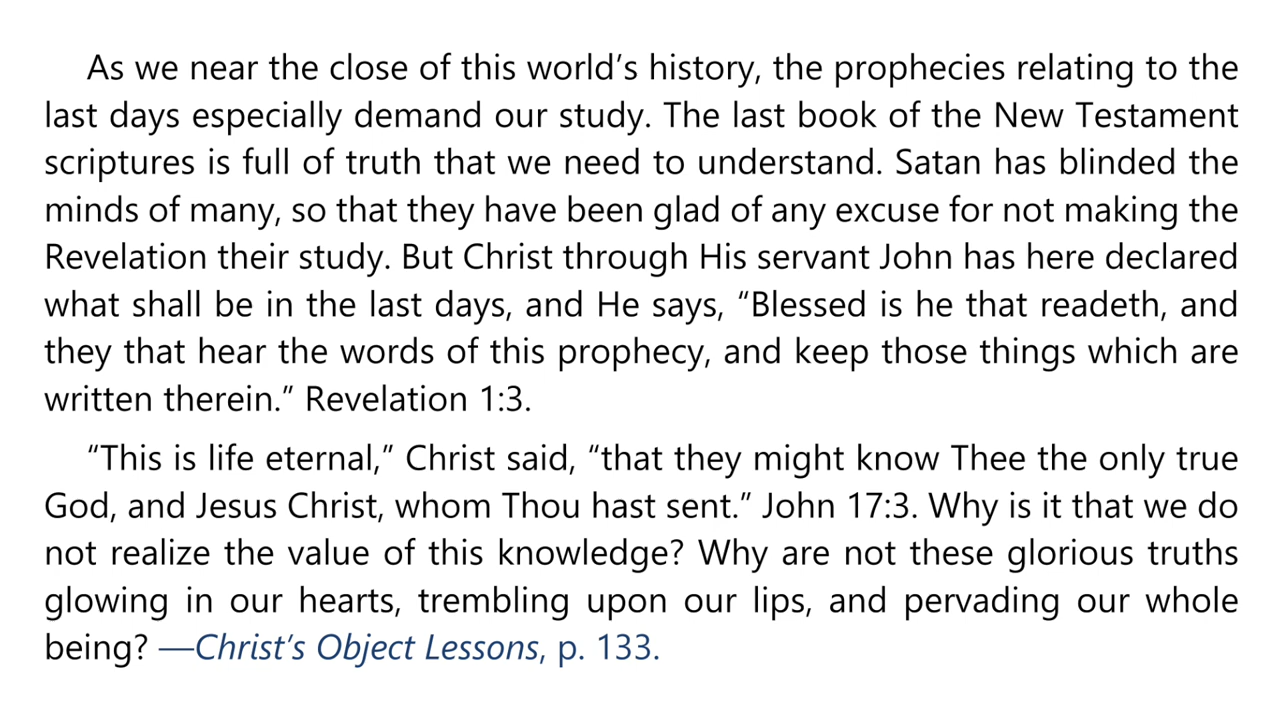 As we near the close of this world’s history, the prophecies relating to the
last days especially demand our study. The last book of the New Testament
scriptures is full of truth that we need to understand. Satan has blinded the
minds of many, so that they have been glad of any excuse for not making the
Revelation their study. But Christ through His servant John has here declared
what shall be in the last days, and He says, “Blessed is he that readeth, and
they that hear the words of this prophecy, and keep those things which are
written therein.” Revelation 1:3.
“This is life eternal,” Christ said, “that they might know Thee the only true
God, and Jesus Christ, whom Thou hast sent.” John 17:3. Why is it that we do
not realize the value of this knowledge? Why are not these glorious truths
glowing in our hearts, trembling upon our lips, and pervading our whole
being? —Christ’s Object Lessons, p. 133.